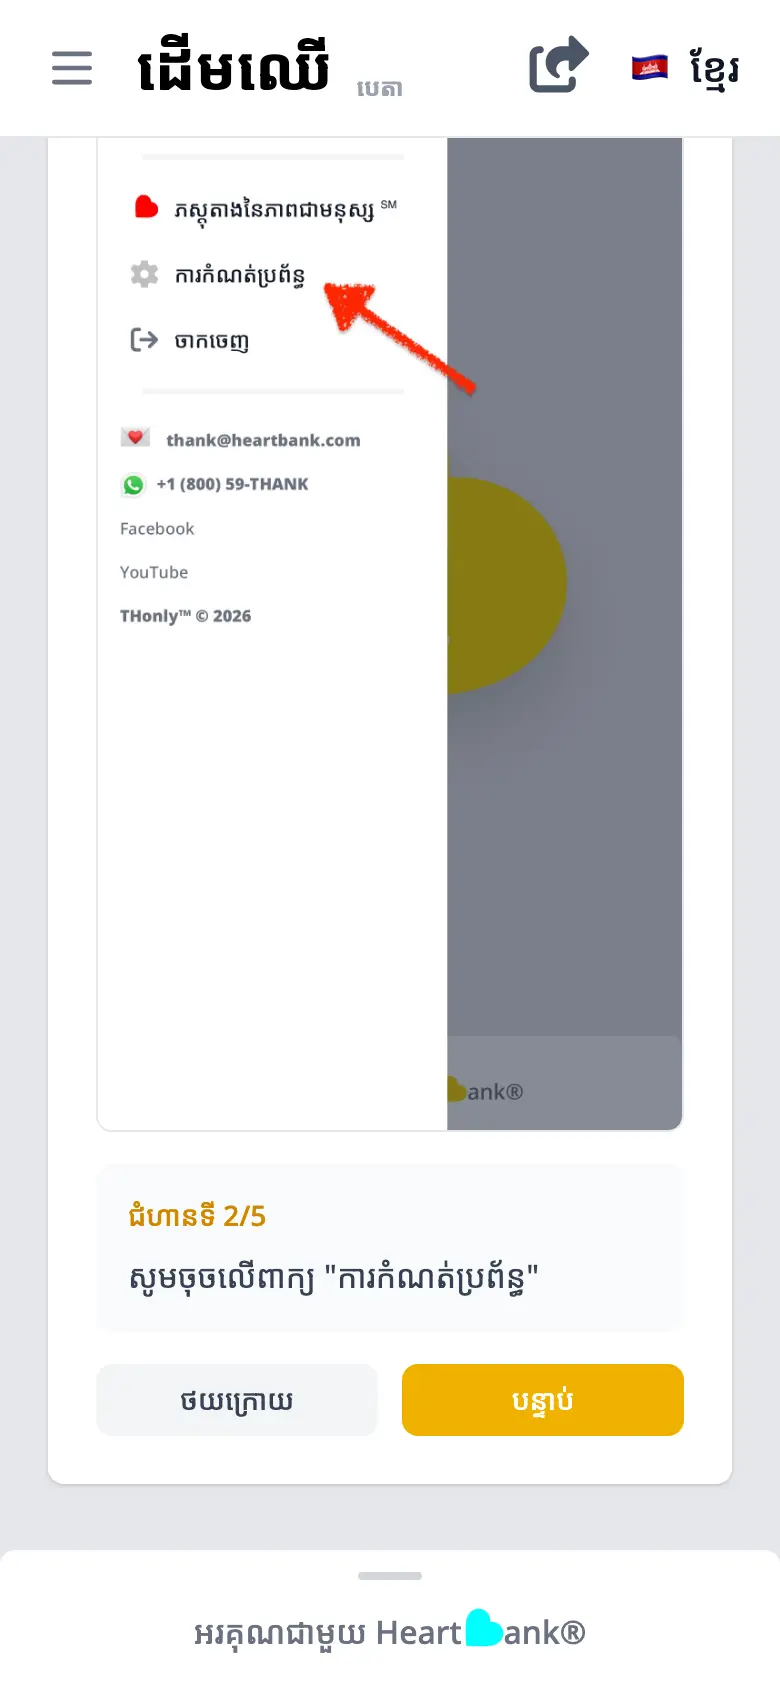 ដើមឈើ បេតា ខ្មែរ
ភស្តុតាងនៃភាពជាមនុស្ស ℠
ការកំណត់ប្រព័ន្ធ
ចាកចេញ
thank@heartbank.com
+1 (800) 59-THANK
Facebook
YouTube
THonly™ © 2026
ank®
ជំហានទី 2/5
សូមចុចលើពាក្យ "ការកំណត់ប្រព័ន្ធ"
ថយក្រោយ បន្ទាប់
អរគុណជាមួយ Heart ank®